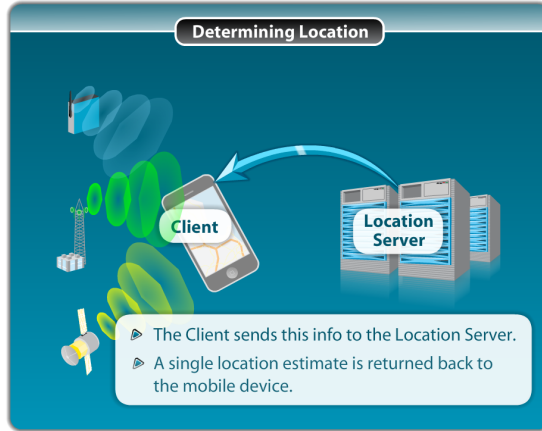 Determining Location
Client
Location
Server
The Client sends this info to the Location Server.
A single location estimate is returned back to
the mobile device.